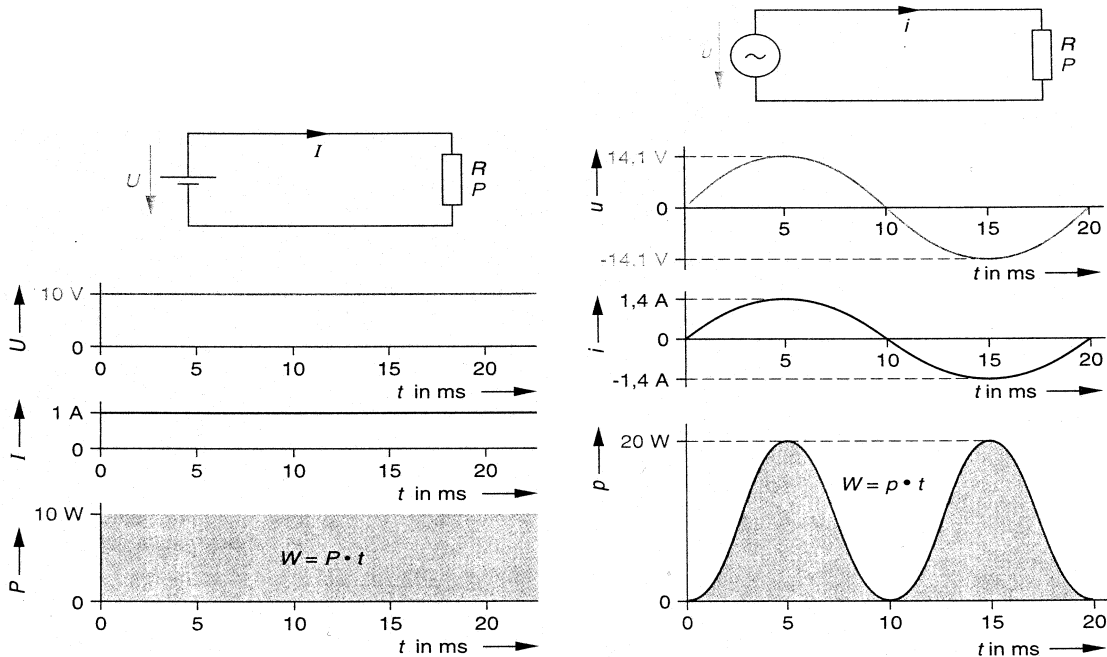 I
U
R
P
10 V
U
0
0 5 10 15 20
t in ms
1 A
I
0
0 5 10 15 20
t in ms
10 W
P
W = P • t
0
0 5 10 15 20
t in ms
i
u
~
R
P
14.1 V
u
0
5 10 15 20
-14.1 V
t in ms
1,4 A
i
0
5 10 15 20
-1,4 A
t in ms
20 W
p
W = p • t
0
0 5 10 15 20
t in ms